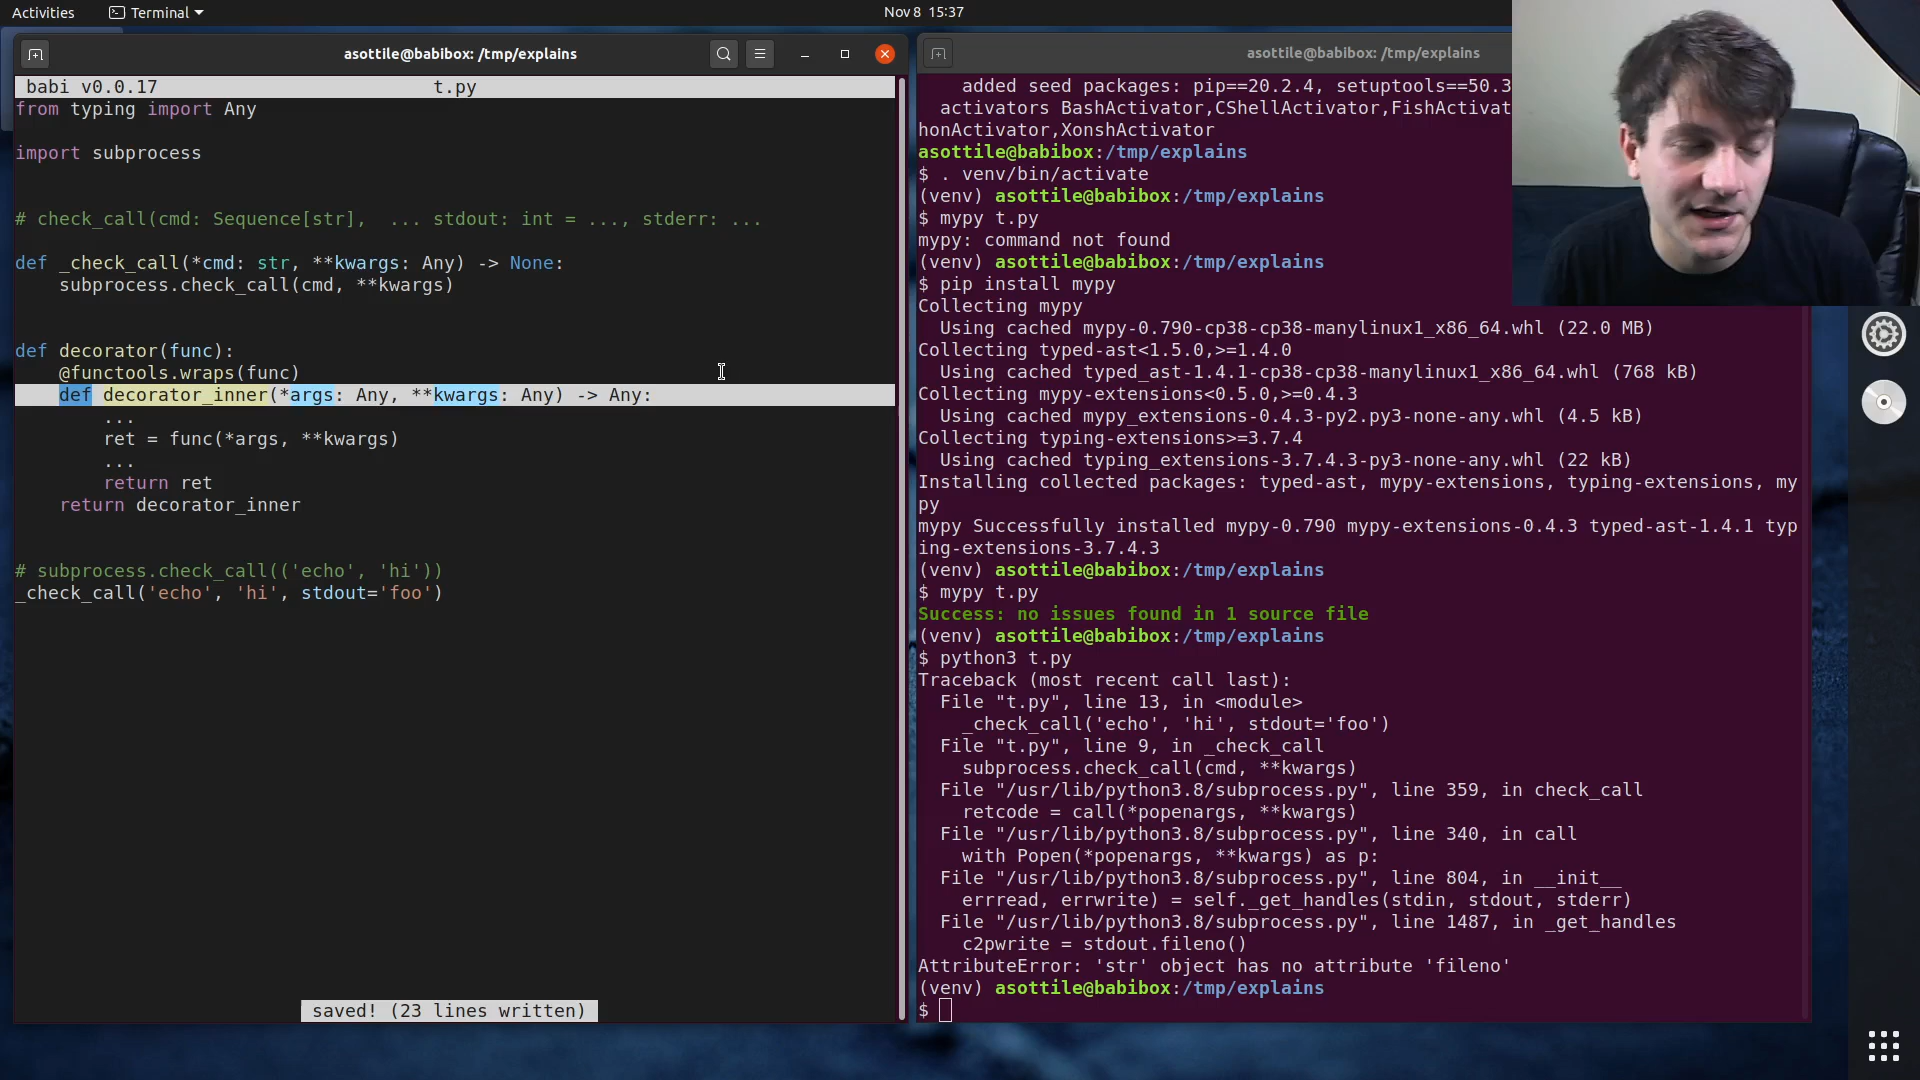 Activities
Terminal
Nov 8 15:37
asottile@babibox: /tmp/explains
babi v0.0.17
t.py
from typing import Any
import subprocess
# check_call(cmd: Sequence[str],  ... stdout: int = ..., stderr: ...
def _check_call(*cmd: str, **kwargs: Any) -> None:
    subprocess.check_call(cmd, **kwargs)
def decorator(func):
    @functools.wraps(func)
    def decorator_inner(*args: Any, **kwargs: Any) -> Any:
        ...
        ret = func(*args, **kwargs)
        ...
        return ret
    return decorator_inner
# subprocess.check_call(('echo', 'hi'))
_check_call('echo', 'hi', stdout='foo')
saved! (23 lines written)
asottile@babibox: /tmp/explains
    added seed packages: pip==20.2.4, setuptools==50.3
  activators BashActivator,CShellActivator,FishActivat
honActivator,XonshActivator
asottile@babibox:/tmp/explains
$ . venv/bin/activate
(venv) asottile@babibox:/tmp/explains
$ mypy t.py
mypy: command not found
(venv) asottile@babibox:/tmp/explains
$ pip install mypy
Collecting mypy
  Using cached mypy-0.790-cp38-cp38-manylinux1_x86_64.whl (22.0 MB)
Collecting typed-ast<1.5.0,>=1.4.0
  Using cached typed_ast-1.4.1-cp38-cp38-manylinux1_x86_64.whl (768 kB)
Collecting mypy-extensions<0.5.0,>=0.4.3
  Using cached mypy_extensions-0.4.3-py2.py3-none-any.whl (4.5 kB)
Collecting typing-extensions>=3.7.4
  Using cached typing_extensions-3.7.4.3-py3-none-any.whl (22 kB)
Installing collected packages: typed-ast, mypy-extensions, typing-extensions, my
py
mypy Successfully installed mypy-0.790 mypy-extensions-0.4.3 typed-ast-1.4.1 typ
ing-extensions-3.7.4.3
(venv) asottile@babibox:/tmp/explains
$ mypy t.py
Success: no issues found in 1 source file
(venv) asottile@babibox:/tmp/explains
$ python3 t.py
Traceback (most recent call last):
  File "t.py", line 13, in <module>
    _check_call('echo', 'hi', stdout='foo')
  File "t.py", line 9, in _check_call
    subprocess.check_call(cmd, **kwargs)
  File "/usr/lib/python3.8/subprocess.py", line 359, in check_call
    retcode = call(*popenargs, **kwargs)
  File "/usr/lib/python3.8/subprocess.py", line 340, in call
    with Popen(*popenargs, **kwargs) as p:
  File "/usr/lib/python3.8/subprocess.py", line 804, in __init__
    errread, errwrite) = self._get_handles(stdin, stdout, stderr)
  File "/usr/lib/python3.8/subprocess.py", line 1487, in _get_handles
    c2pwrite = stdout.fileno()
AttributeError: 'str' object has no attribute 'fileno'
(venv) asottile@babibox:/tmp/explains
$